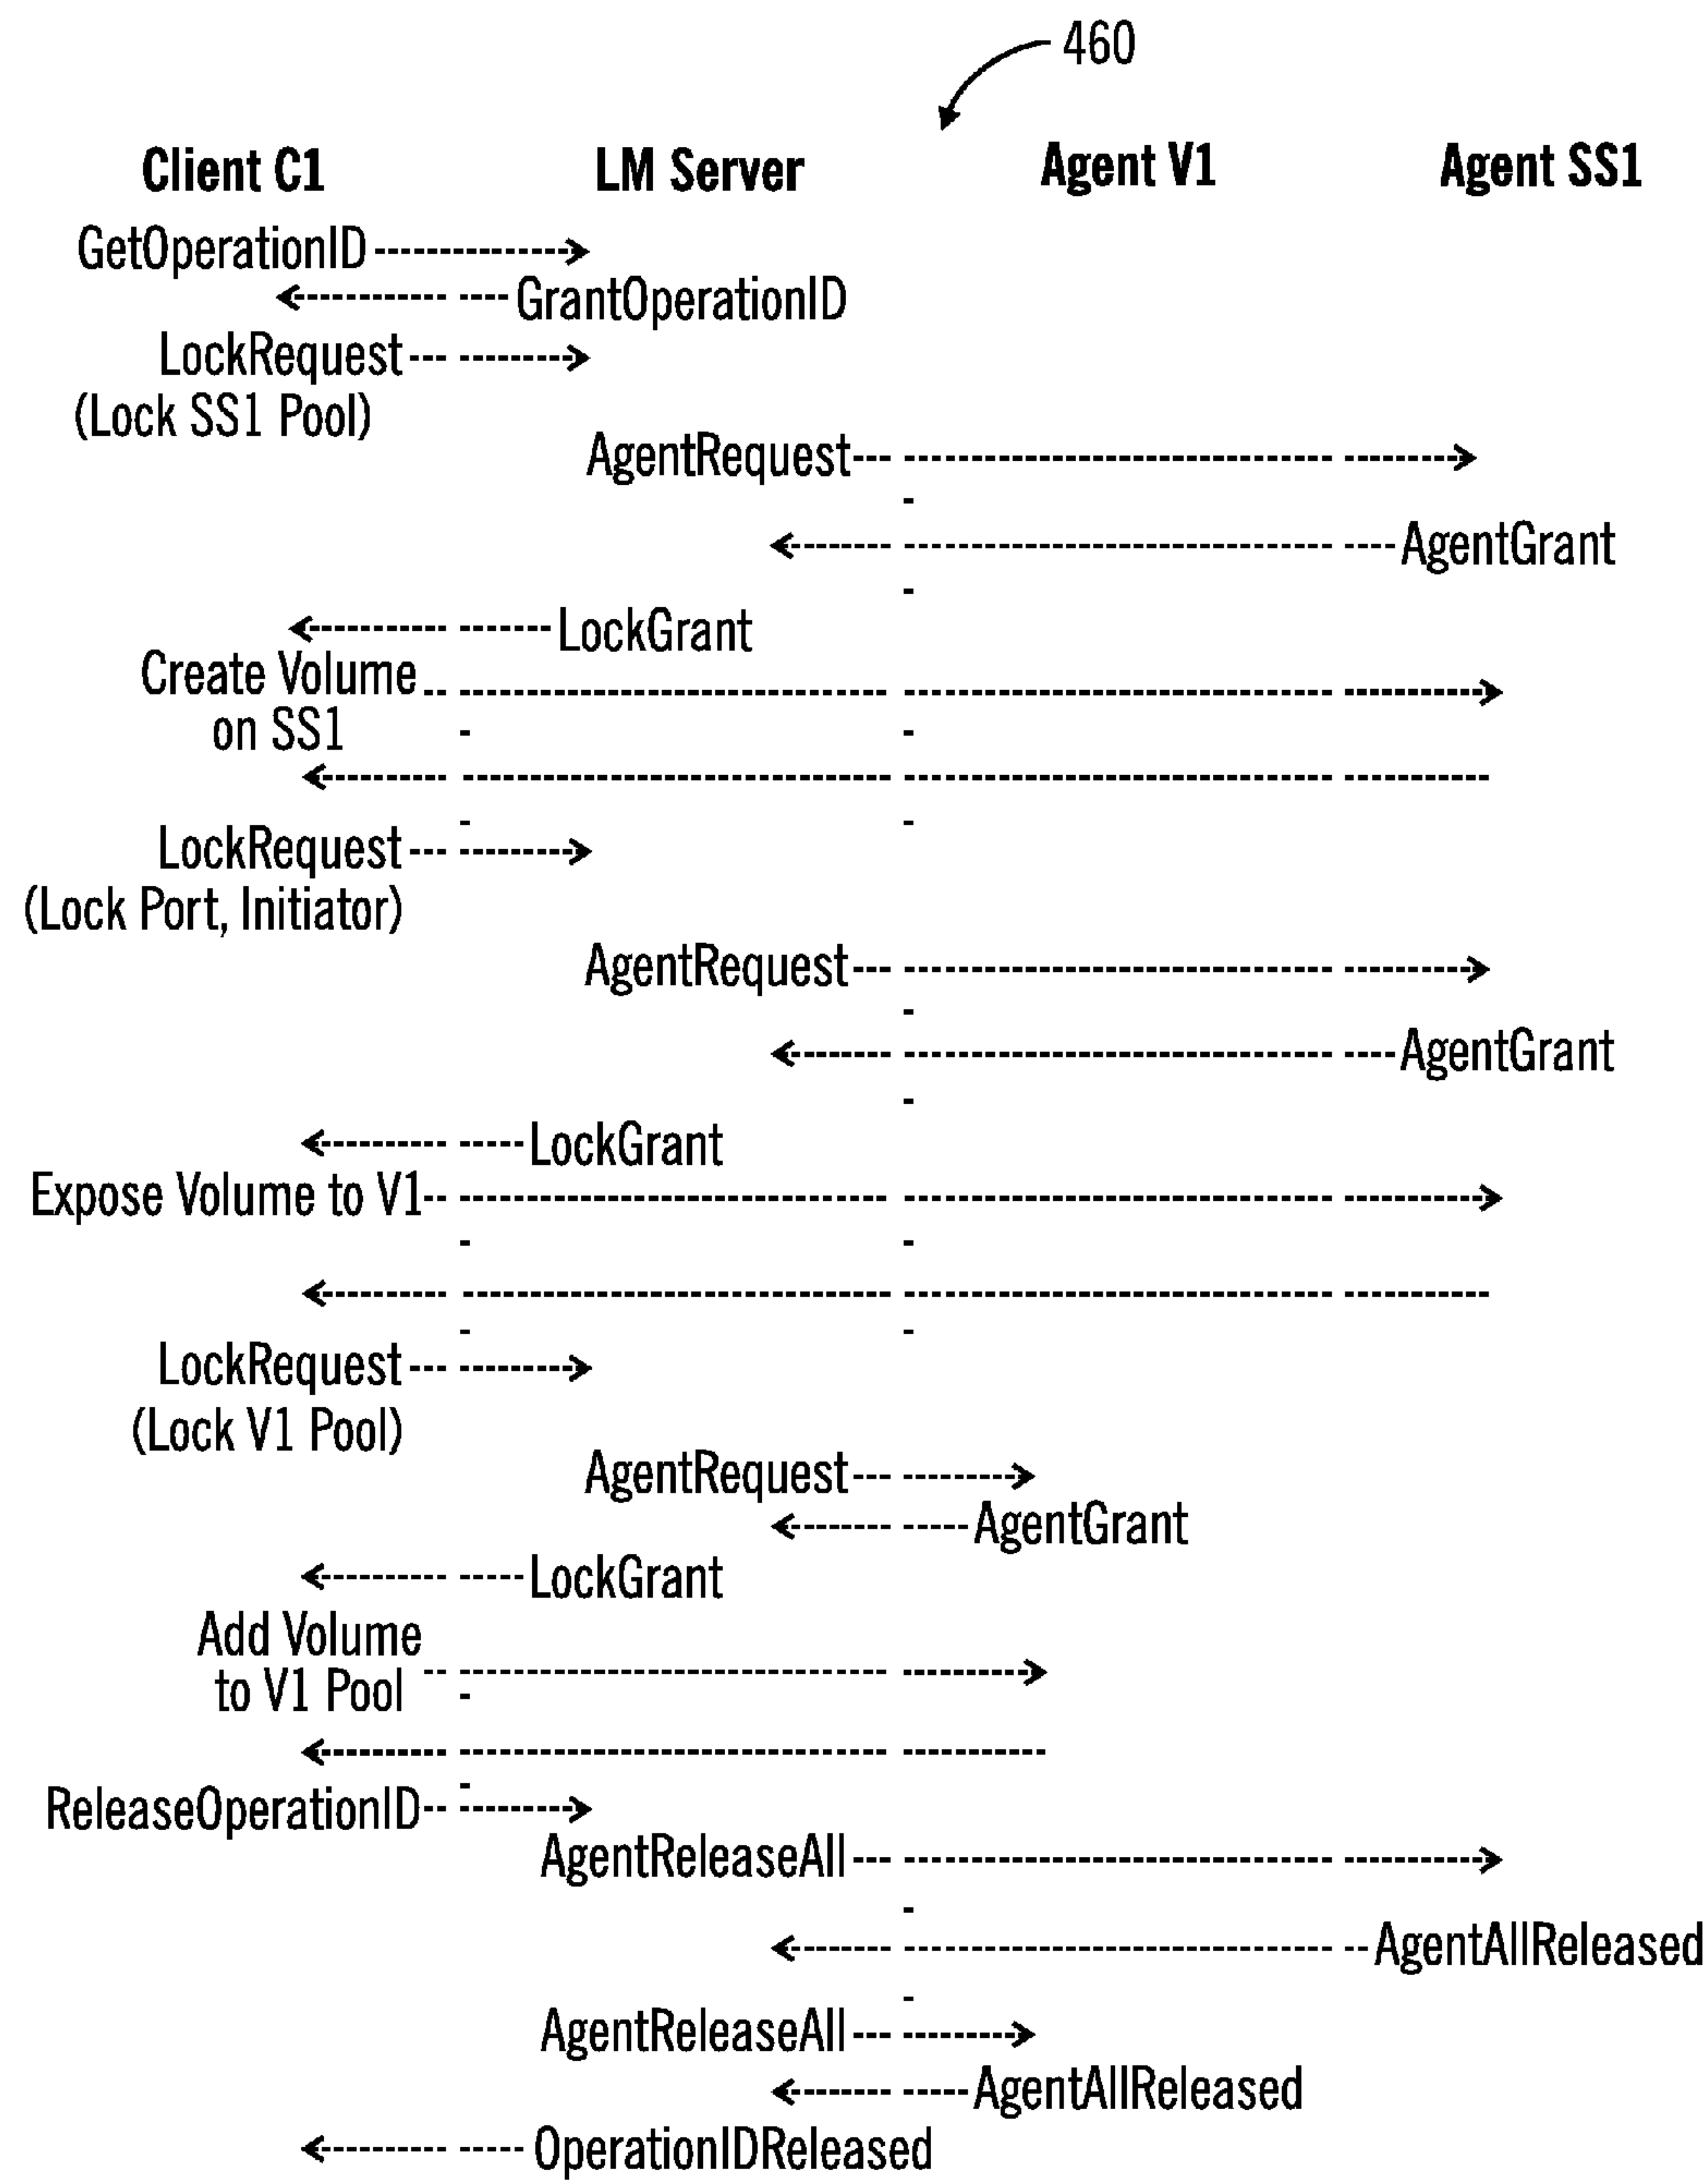 460
Client C1 LM Server Agent V1 Agent SS1
GetOperationID
GrantOperationID
LockRequest
(Lock SS1 Pool)
AgentRequest
AgentGrant
LockGrant
Create Volume
on SS1
LockRequest
(Lock Port, Initiator)
AgentRequest
AgentGrant
LockGrant
Expose Volume to V1
LockRequest
(Lock V1 Pool)
AgentRequest
AgentGrant
LockGrant
Add Volume
to V1 Pool
ReleaseOperationID
AgentReleaseAll
AgentAllReleased
AgentReleaseAll
AgentAllReleased
OperationIDReleased